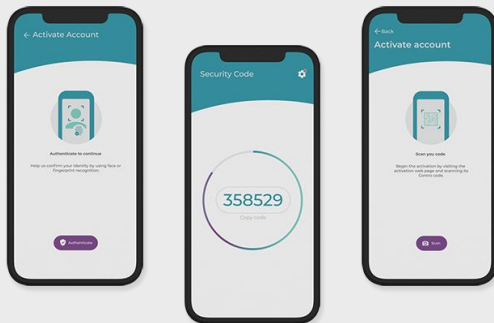 ← Activate Account
Authenticate to continue
Help us confirm your identity by using face or
fingerprint recognition.
Authenticate
Security Code
358529
Copy code
← Back
Activate account
Scan you code
Begin the activation by visiting the
activation web page and scanning its
Control code.
Scan